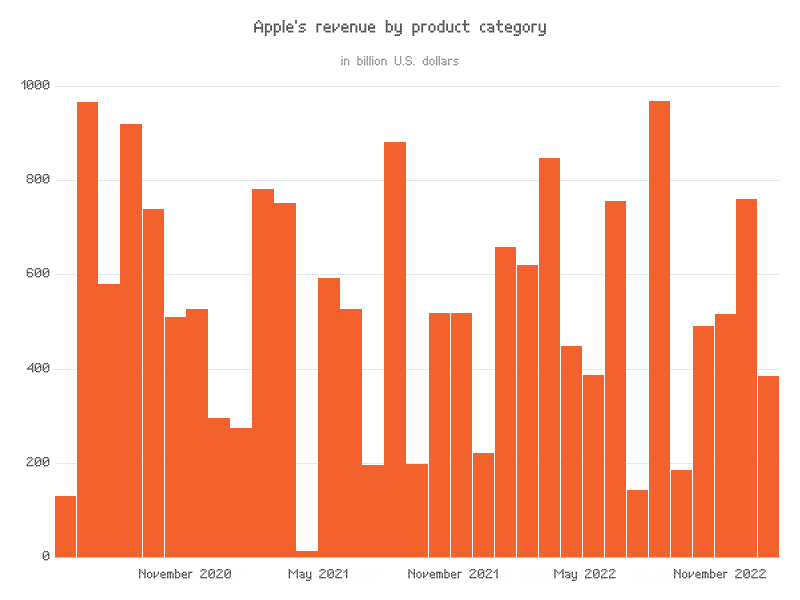 Apple's revenue by product category
in billion U.S. dollars
1000
800
600
400
200
0
November 2020 May 2021 November 2021 May 2022 November 2022